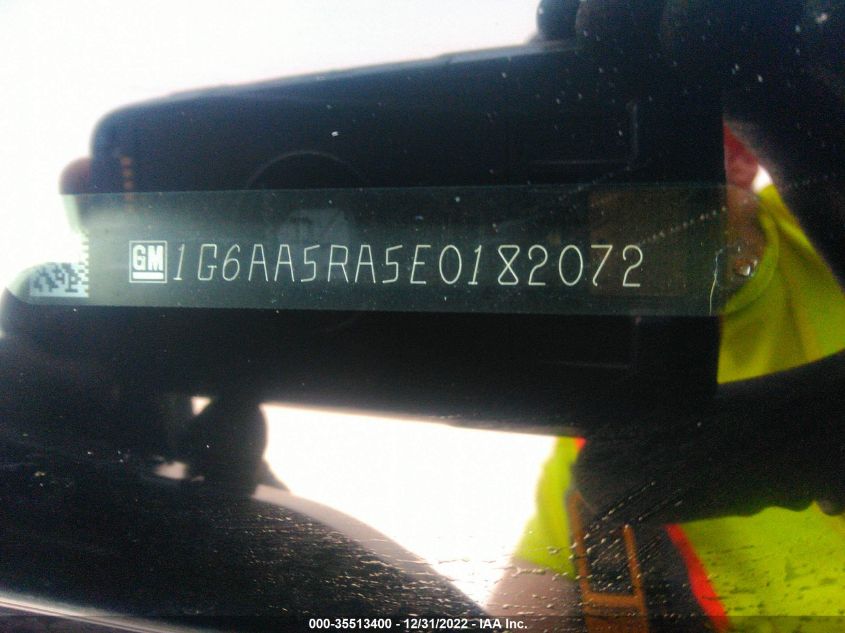 GM 1G6AA5RA5E0182072
000-35513400 - 12/31/2022 - IAA Inc.